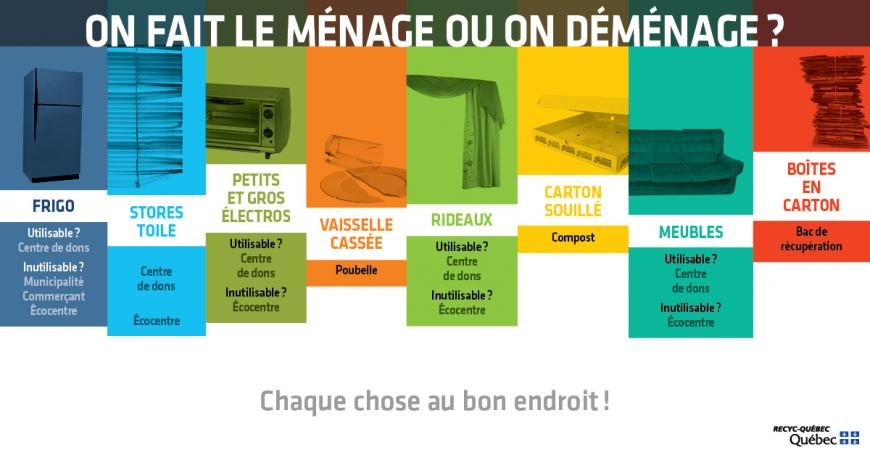 ON FAIT LE MÉNAGE OU ON DÉMÉNAGE ?
FRIGO
Utilisable ?
Centre de dons
Inutilisable ?
Municipalité
Commerçant
Écocentre
STORES
TOILE
Centre
de dons
Écocentre
PETITS
ET GROS
ÉLECTROS
Utilisable ?
Centre
de dons
Inutilisable ?
Écocentre
VAISSELLE
CASSÉE
Poubelle
RIDEAUX
Utilisable ?
Centre
de dons
Inutilisable ?
Écocentre
CARTON
SOUILLÉ
Compost
MEUBLES
Utilisable ?
Centre
de dons
Inutilisable ?
Écocentre
BOÎTES
EN
CARTON
Bac de
récupération
Chaque chose au bon endroit !
RECYC-QUÉBEC
Québec